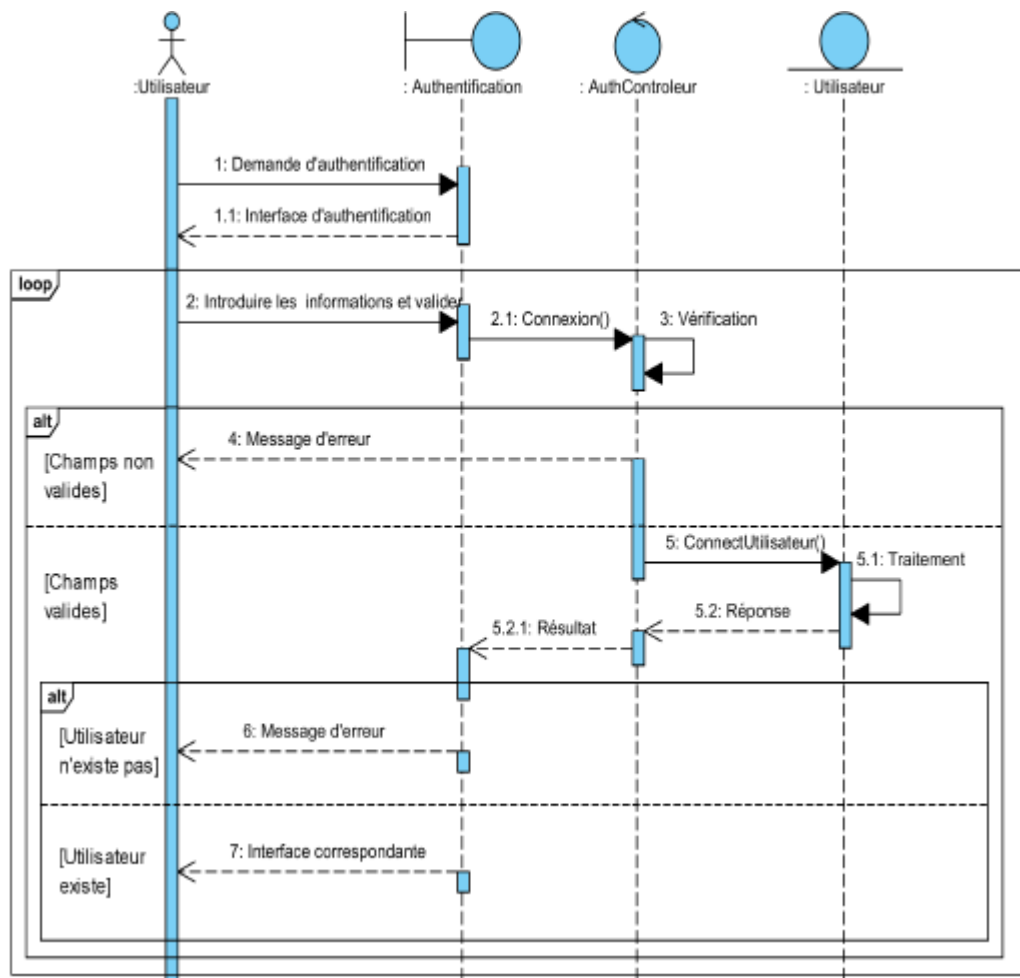 :Utilisateur
: Authentification
: AuthControleur
: Utilisateur
1: Demande d'authentification
1.1: Interface d'authentification
loop
2: Introduire les informations et valider
2.1: Connexion()
3: Vérification
alt
4: Message d'erreur
[Champs non
valides]
5: ConnectUtilisateur()
5.1: Traitement
[Champs
valides]
5.2: Réponse
5.2.1: Résultat
alt
6: Message d'erreur
[Utilisateur
n'existe pas]
7: Interface correspondante
[Utilisateur
existe]